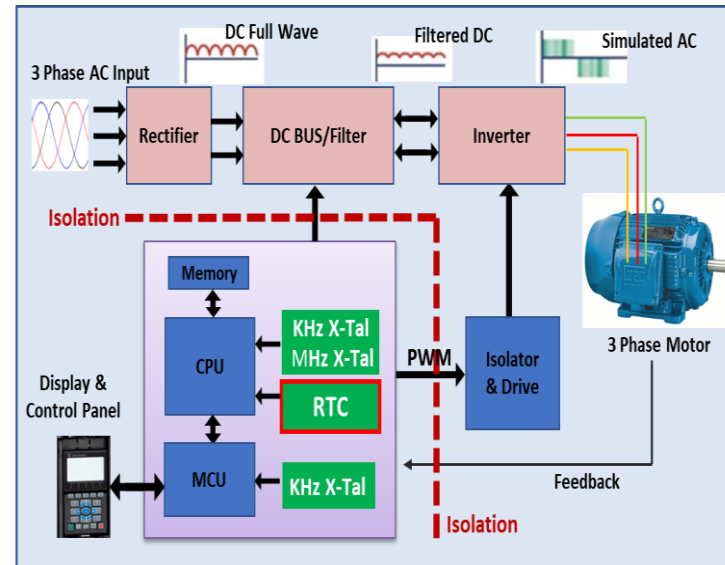 DC Full Wave
Filtered DC
Simulated AC
3 Phase AC Input
Rectifier
DC BUS/Filter
Inverter
Isolation
Memory
KHz X-Tal
MHz X-Tal
CPU
PWM
Isolator
& Drive
3 Phase Motor
Display &
Control Panel
RTC
MCU
KHz X-Tal
Feedback
Isolation